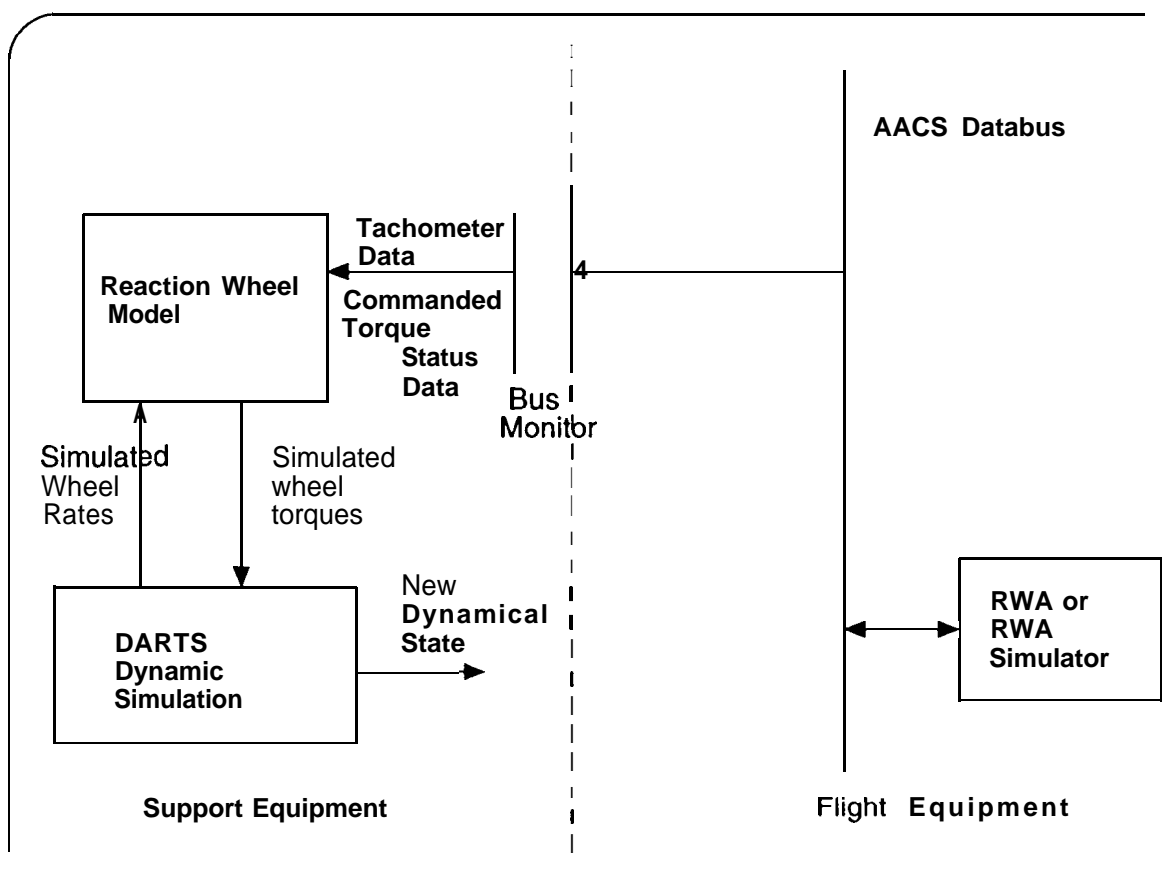 AACS Databus
Tachometer
Data
Reaction Wheel
Model
4
Commanded
Torque
Status
Data
Bus
Monitor
Simulated
Wheel
Rates
Simulated
wheel
torques
New
Dynamical
State
DARTS
Dynamic
Simulation
RWA or
RWA
Simulator
Support Equipment
Flight Equipment